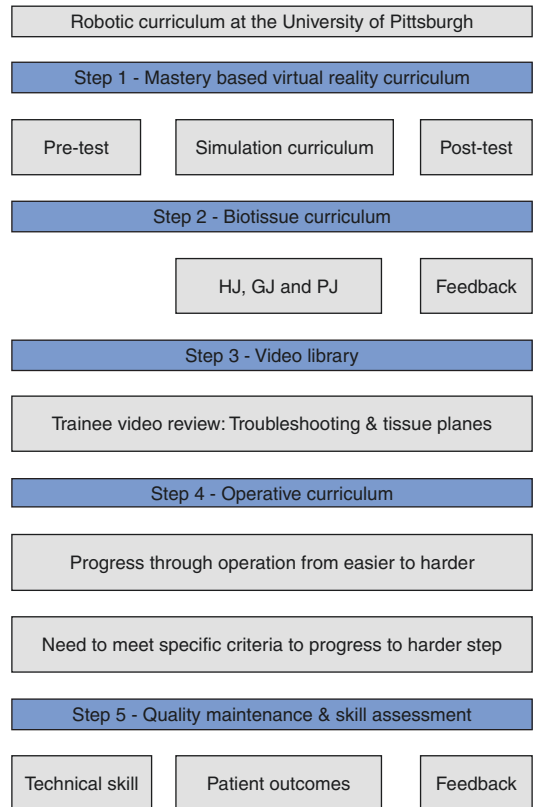 Robotic curriculum at the University of Pittsburgh
Step 1 - Mastery based virtual reality curriculum
Pre-test
Simulation curriculum
Post-test
Step 2 - Biotissue curriculum
HJ, GJ and PJ
Feedback
Step 3 - Video library
Trainee video review: Troubleshooting & tissue planes
Step 4 - Operative curriculum
Progress through operation from easier to harder
Need to meet specific criteria to progress to harder step
Step 5 - Quality maintenance & skill assessment
Technical skill
Patient outcomes
Feedback